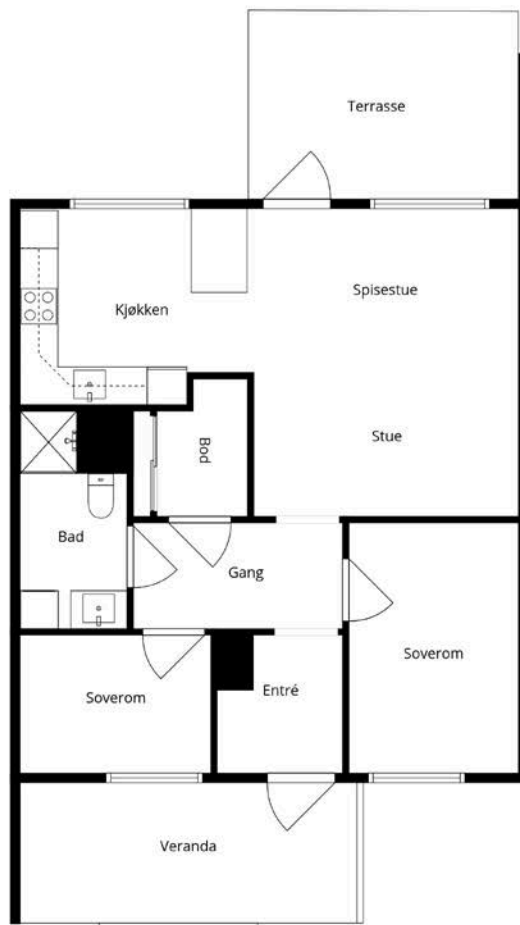 Terrasse
Spisestue
Kjøkken
Stue
Bod
Bad
Gang
Soverom
Soverom
Entré
Veranda